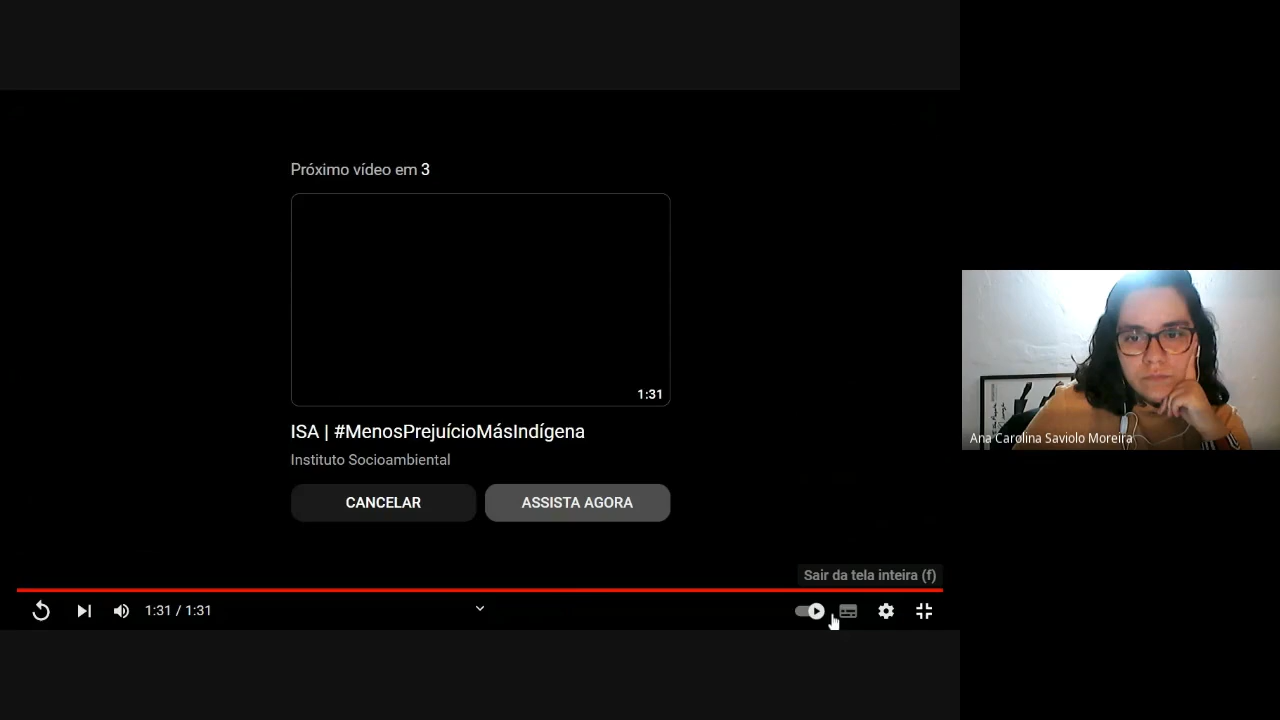 Próximo vídeo em 3
1:31
ISA | #MenosPrejuícioMásIndígena
Instituto Socioambiental
CANCELAR
ASSISTA AGORA
Sair da tela inteira (f)
1:31 / 1:31
Ana Carolina Saviolo Moreira